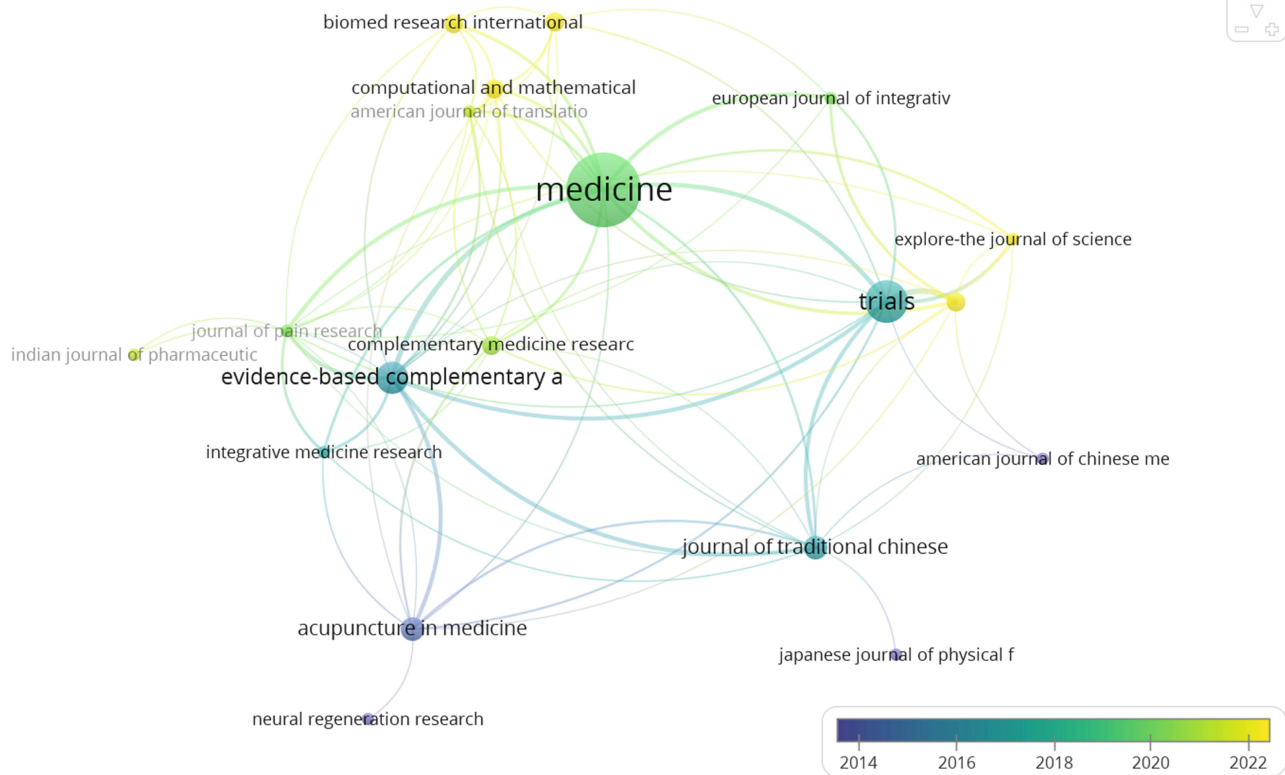 biomed research international
computational and mathematical
american journal of translatio
european journal of integrativ
medicine
explore-the journal of science
trials
journal of pain research
complementary medicine researc
indian journal of pharmaceutic
evidence-based complementary a
integrative medicine research
american journal of chinese me
journal of traditional chinese
acupuncture in medicine
japanese journal of physical f
neural regeneration research
2014 2016 2018 2020 2022